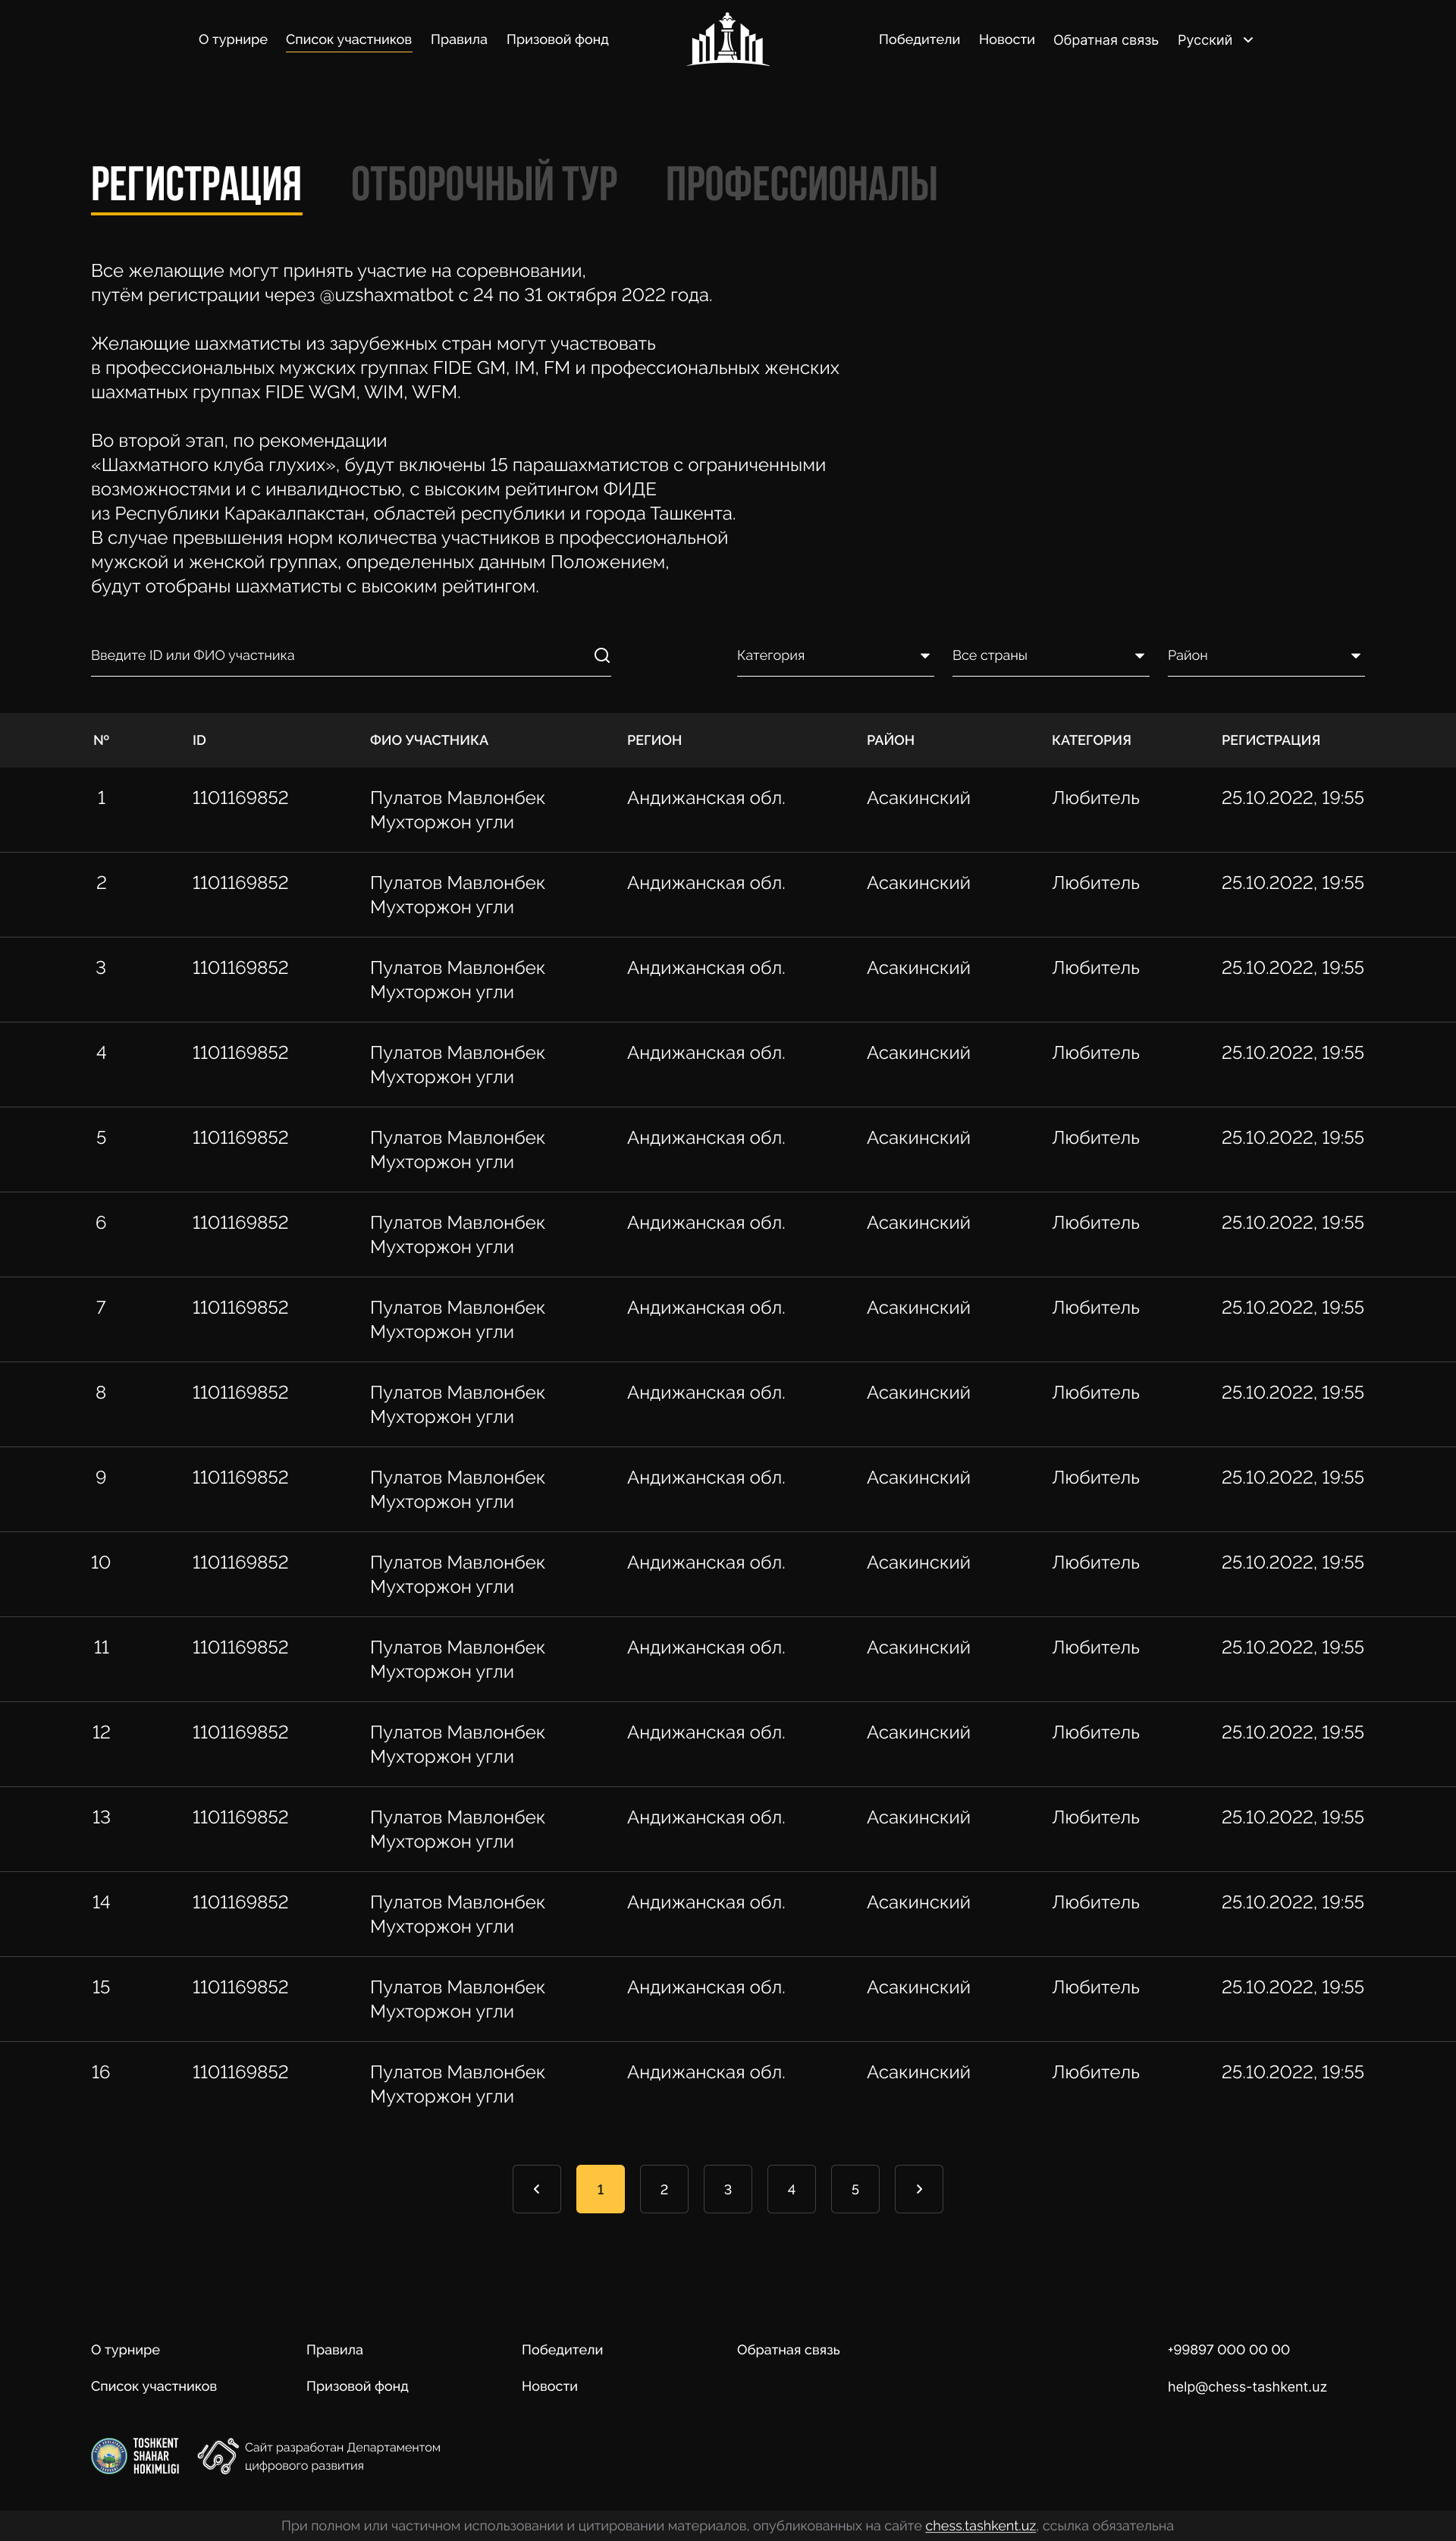 О турнире Список участников Правила Призовой фонд Победители Новости Обратная связь Русский
РЕГИСТРАЦИЯ ОТБОРОЧНЫЙ ТУР ПРОФЕССИОНАЛЫ
Все желающие могут принять участие на соревновании,
путём регистрации через @uzshaxmatbot с 24 по 31 октября 2022 года.
Желающие шахматисты из зарубежных стран могут участвовать
в профессиональных мужских группах FIDE GM, IM, FM и профессиональных женских
шахматных группах FIDE WGM, WIM, WFM.
Во второй этап, по рекомендации
«Шахматного клуба глухих», будут включены 15 парашахматистов с ограниченными
возможностями и с инвалидностью, с высоким рейтингом ФИДЕ
из Республики Каракалпакстан, областей республики и города Ташкента.
В случае превышения норм количества участников в профессиональной
мужской и женской группах, определенных данным Положением,
будут отобраны шахматисты с высоким рейтингом.
Введите ID или ФИО участника Категория Все страны Район
№ ID ФИО УЧАСТНИКА РЕГИОН РАЙОН КАТЕГОРИЯ РЕГИСТРАЦИЯ
1 1101169852 Пулатов Мавлонбек Андижанская обл. Асакинский Любитель 25.10.2022, 19:55
Мухторжон угли
2 1101169852 Пулатов Мавлонбек Андижанская обл. Асакинский Любитель 25.10.2022, 19:55
Мухторжон угли
3 1101169852 Пулатов Мавлонбек Андижанская обл. Асакинский Любитель 25.10.2022, 19:55
Мухторжон угли
4 1101169852 Пулатов Мавлонбек Андижанская обл. Асакинский Любитель 25.10.2022, 19:55
Мухторжон угли
5 1101169852 Пулатов Мавлонбек Андижанская обл. Асакинский Любитель 25.10.2022, 19:55
Мухторжон угли
6 1101169852 Пулатов Мавлонбек Андижанская обл. Асакинский Любитель 25.10.2022, 19:55
Мухторжон угли
7 1101169852 Пулатов Мавлонбек Андижанская обл. Асакинский Любитель 25.10.2022, 19:55
Мухторжон угли
8 1101169852 Пулатов Мавлонбек Андижанская обл. Асакинский Любитель 25.10.2022, 19:55
Мухторжон угли
9 1101169852 Пулатов Мавлонбек Андижанская обл. Асакинский Любитель 25.10.2022, 19:55
Мухторжон угли
10 1101169852 Пулатов Мавлонбек Андижанская обл. Асакинский Любитель 25.10.2022, 19:55
Мухторжон угли
11 1101169852 Пулатов Мавлонбек Андижанская обл. Асакинский Любитель 25.10.2022, 19:55
Мухторжон угли
12 1101169852 Пулатов Мавлонбек Андижанская обл. Асакинский Любитель 25.10.2022, 19:55
Мухторжон угли
13 1101169852 Пулатов Мавлонбек Андижанская обл. Асакинский Любитель 25.10.2022, 19:55
Мухторжон угли
14 1101169852 Пулатов Мавлонбек Андижанская обл. Асакинский Любитель 25.10.2022, 19:55
Мухторжон угли
15 1101169852 Пулатов Мавлонбек Андижанская обл. Асакинский Любитель 25.10.2022, 19:55
Мухторжон угли
16 1101169852 Пулатов Мавлонбек Андижанская обл. Асакинский Любитель 25.10.2022, 19:55
Мухторжон угли
1 2 3 4 5
О турнире Правила Победители Обратная связь +99897 000 00 00
Список участников Призовой фонд Новости help@chess-tashkent.uz
TOSHKENT
SHAHAR
HOKIMLIGI
Сайт разработан Департаментом
цифрового развития
При полном или частичном использовании и цитировании материалов, опубликованных на сайте chess.tashkent.uz, ссылка обязательна